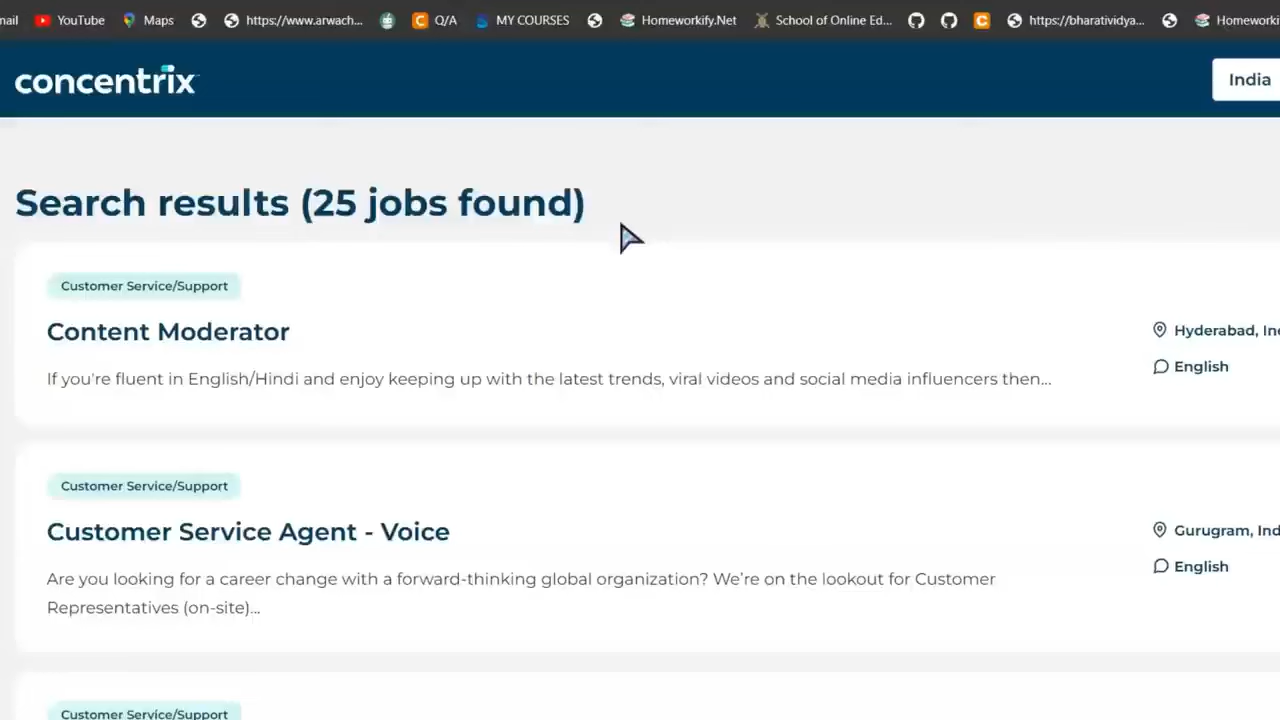 mail YouTube Maps https://www.arwach... Q/A MY COURSES Homeworkify.Net School of Online Ed... https://bharatividya... Homeworki
concentrix
India
Search results (25 jobs found)
Customer Service/Support
Content Moderator
Hyderabad, In
If you're fluent in English/Hindi and enjoy keeping up with the latest trends, viral videos and social media influencers then...
English
Customer Service/Support
Customer Service Agent - Voice
Gurugram, Ind
Are you looking for a career change with a forward-thinking global organization? We're on the lookout for Customer
Representatives (on-site)...
English
Customer Service/Support